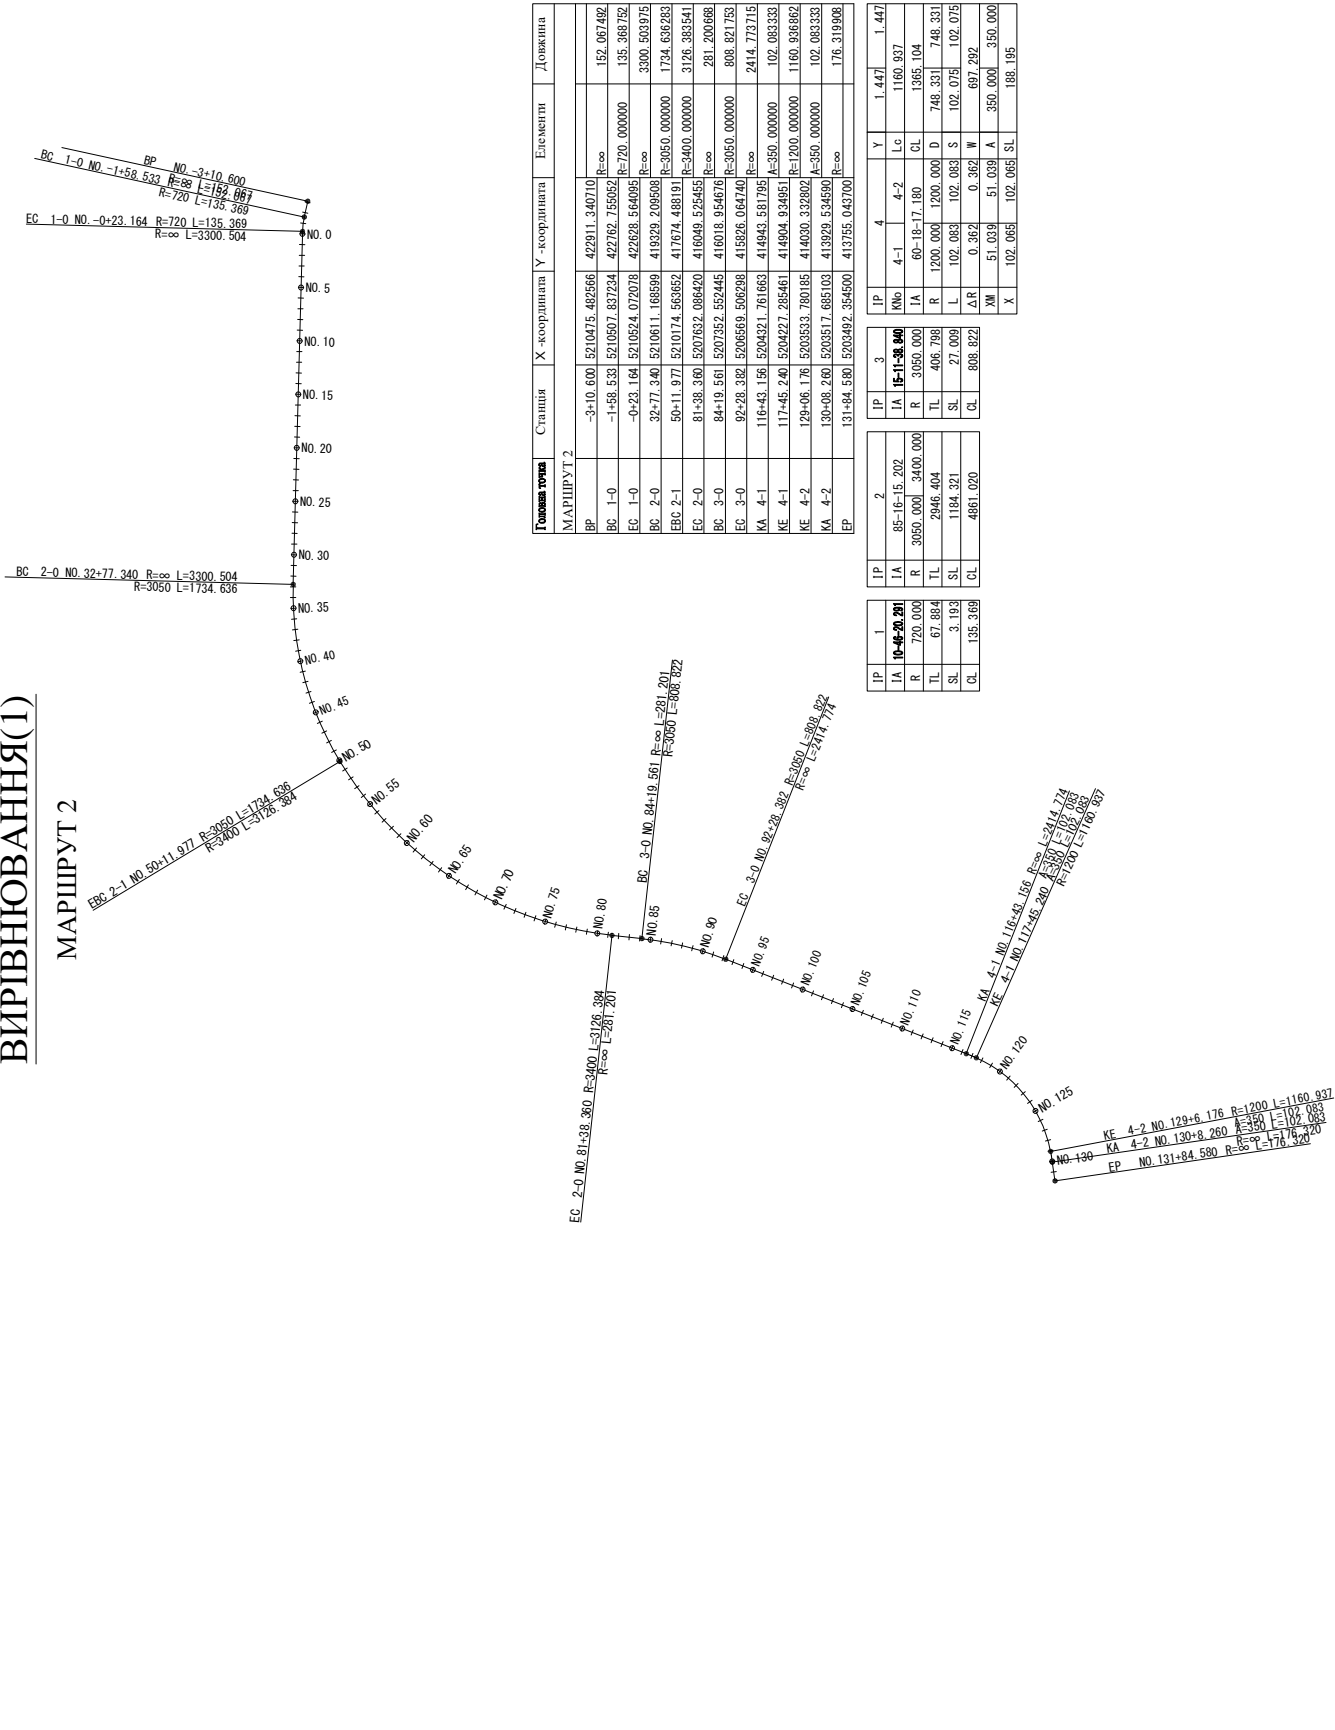 ВИРІВНЮВАННЯ(1)
МАРШРУТ 2
BP NO.-3+10.600
R=∞ L=152.067
BC 1-0 NO.-1+58.533 R=∞ L=152.067
R=720 L=135.369
EC 1-0 NO.-0+23.164 R=720 L=135.369
R=∞ L=3300.504
NO.0
NO.5
NO.10
NO.15
NO.20
NO.25
NO.30
BC 2-0 NO.32+77.340 R=∞ L=3300.504
R=3050 L=1734.636
NO.35
NO.40
NO.45
NO.50
EBC 2-1 NO.50+11.977 R=3050 L=1734.636
R=3400 L=3126.384
NO.55
NO.60
NO.65
NO.70
NO.75
NO.80
EC 2-0 NO.81+38.360 R=3400 L=3126.384
R=∞ L=281.201
BC 3-0 NO.84+19.561 R=∞ L=281.201
R=3050 L=808.822
NO.85
NO.90
EC 3-0 NO.92+28.382 R=3050 L=808.822
R=∞ L=2414.774
NO.95
NO.100
NO.105
NO.110
NO.115
KA 4-1 NO.116+43.156 R=∞ L=2414.774
A=350 L=102.083
KE 4-1 NO.117+45.240 A=350 L=102.083
R=1200 L=1160.937
NO.120
NO.125
KE 4-2 NO.129+6.176 R=1200 L=1160.937
A=350 L=102.083
NO.130
KA 4-2 NO.130+8.260 A=350 L=102.083
R=∞ L=176.320
EP NO.131+84.580 R=∞ L=176.320
Головна точка Станція X -координата Y -координата Елементи Довжина
МАРШРУТ 2
BP -3+10.600 5210475.482566 422911.340710
R=∞ 152.067492
BC 1-0 -1+58.533 5210507.837234 422762.755052
R=720.000000 135.368752
EC 1-0 -0+23.164 5210524.072078 422628.564095
R=∞ 3300.503975
BC 2-0 32+77.340 5210611.168599 419329.209508
R=3050.000000 1734.636283
EBC 2-1 50+11.977 5210174.563652 417674.488191
R=3400.000000 3126.383541
EC 2-0 81+38.360 5207632.086420 416049.525455
R=∞ 281.200668
BC 3-0 84+19.561 5207352.552445 416018.954676
R=3050.000000 808.821753
EC 3-0 92+28.382 5206569.506298 415826.064740
R=∞ 2414.773715
KA 4-1 116+43.156 5204321.761663 414943.581795
A=350.000000 102.083333
KE 4-1 117+45.240 5204227.285461 414904.934951
R=1200.000000 1160.936862
KE 4-2 129+06.176 5203533.780185 414030.332802
A=350.000000 102.083333
KA 4-2 130+08.260 5203517.685103 413929.534590
R=∞ 176.319908
EP 131+84.580 5203492.354500 413755.043700
IP 1
IA 10-46-20.291
R 720.000
TL 67.884
SL 3.193
CL 135.369
IP 2
IA 85-16-15.202
R 3050.000 3400.000
TL 2946.404
SL 1184.321
CL 4861.020
IP 3
IA 15-11-38.840
R 3050.000
TL 406.798
SL 27.009
CL 808.822
IP 4 Y 1.447 1.447
KNo 4-1 4-2 Lc 1160.937
IA 60-18-17.180 CL 1365.104
R 1200.000 1200.000 D 748.331 748.331
L 102.083 102.083 S 102.075 102.075
ΔR 0.362 0.362 W 697.292
XM 51.039 51.039 A 350.000 350.000
X 102.065 102.065 SL 188.195